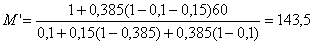 M' = \frac{1+0,385(1-0,1-0,15)60}{0,1+0,15(1-0,385)+0,385(1-0,1)} = 143,5